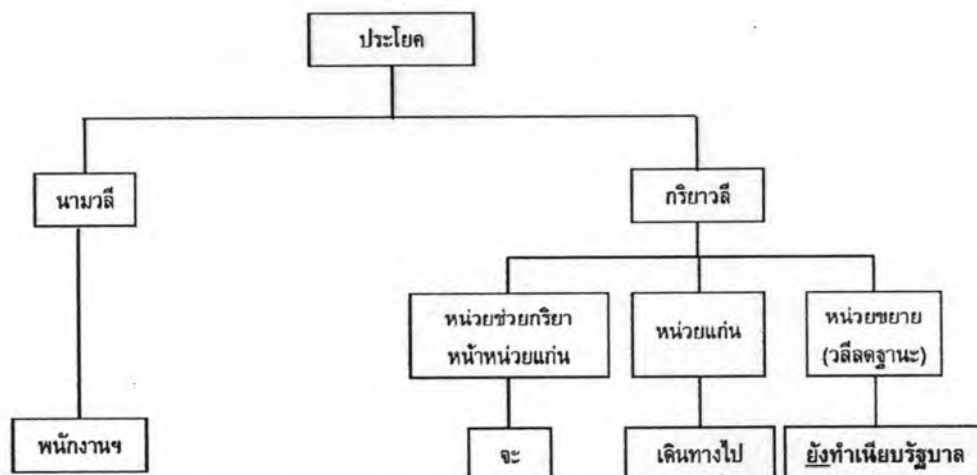 ประโยค
นามวลี
กริยาวลี
หน่วยช่วยกริยา
หน้าหน่วยแก่น
หน่วยแก่น
หน่วยขยาย
(วลีลดฐานะ)
พนักงานฯ
จะ
เดินทางไป
ยังทำเนียบรัฐบาล